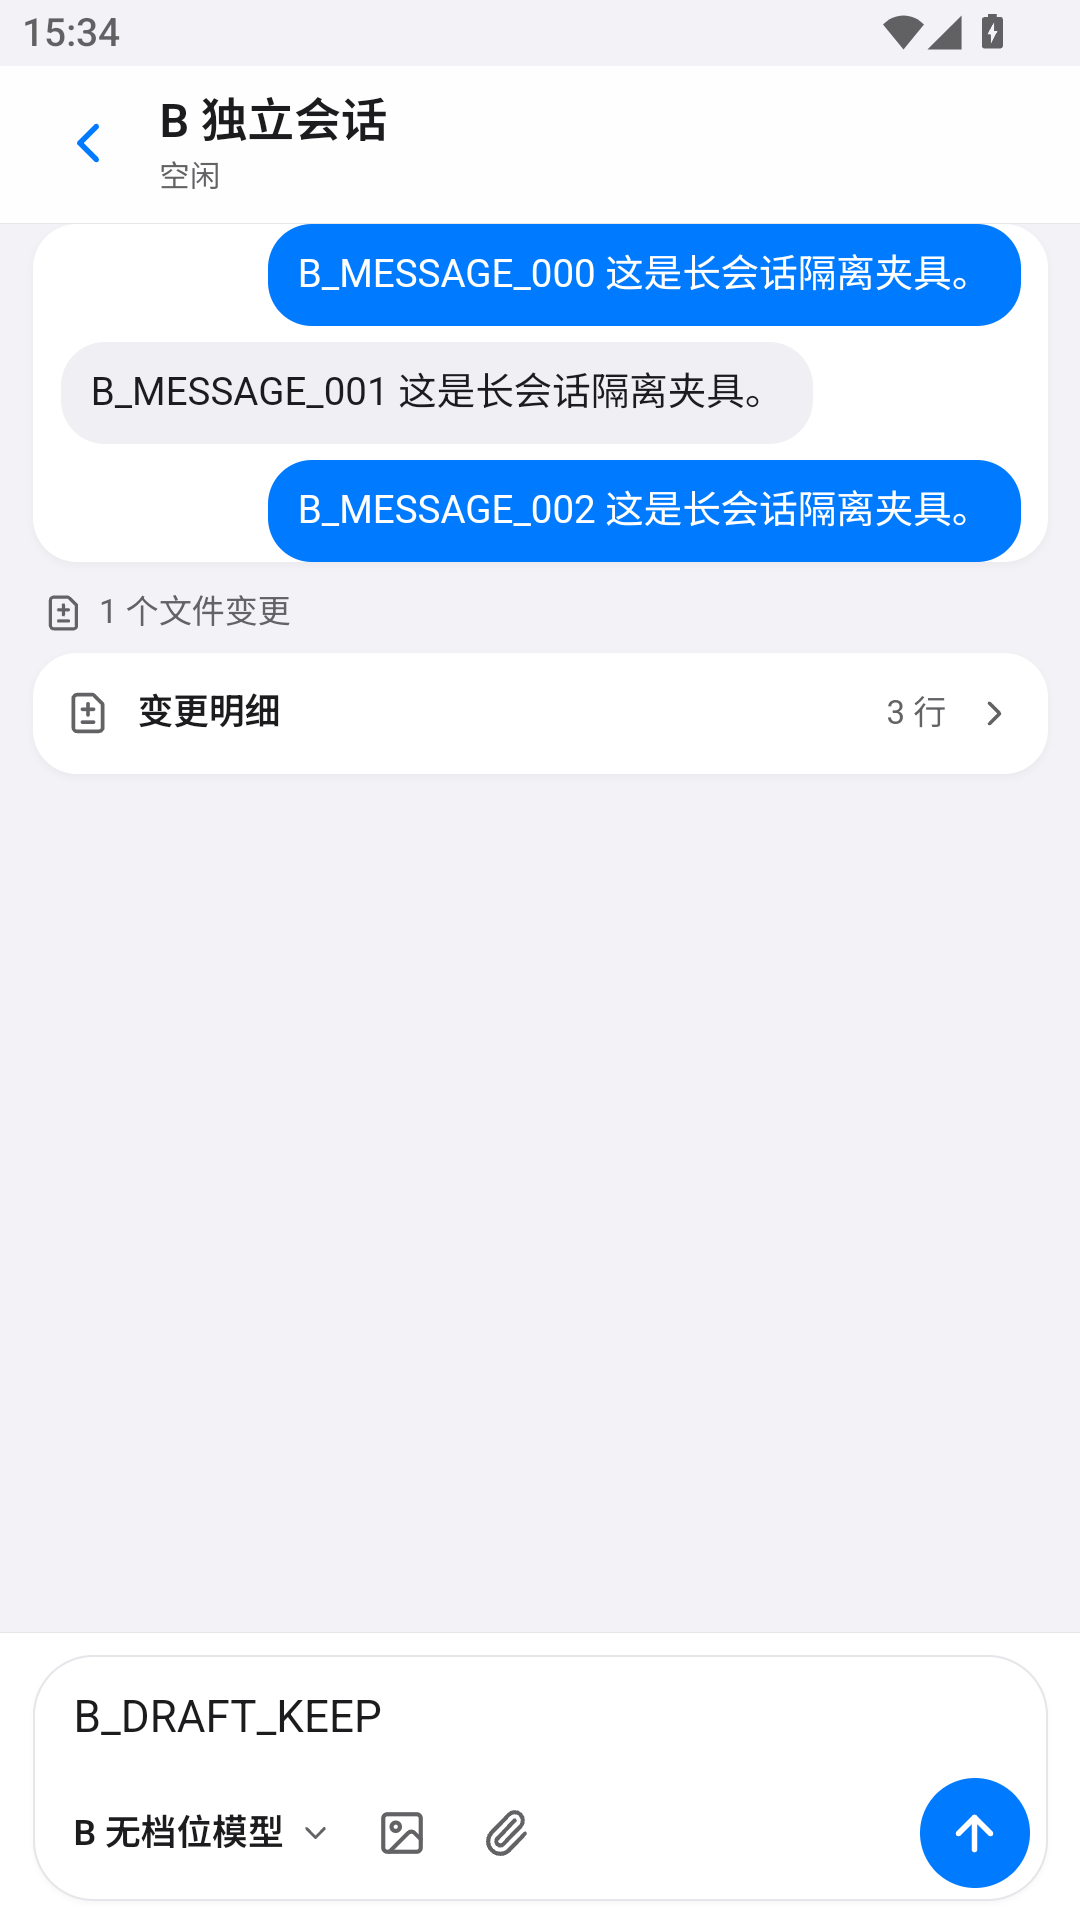 15:34
B 独立会话
空闲
B_MESSAGE_000 这是长会话隔离夹具。
B_MESSAGE_001 这是长会话隔离夹具。
B_MESSAGE_002 这是长会话隔离夹具。
1 个文件变更
变更明细
3 行
B_DRAFT_KEEP
B 无档位模型